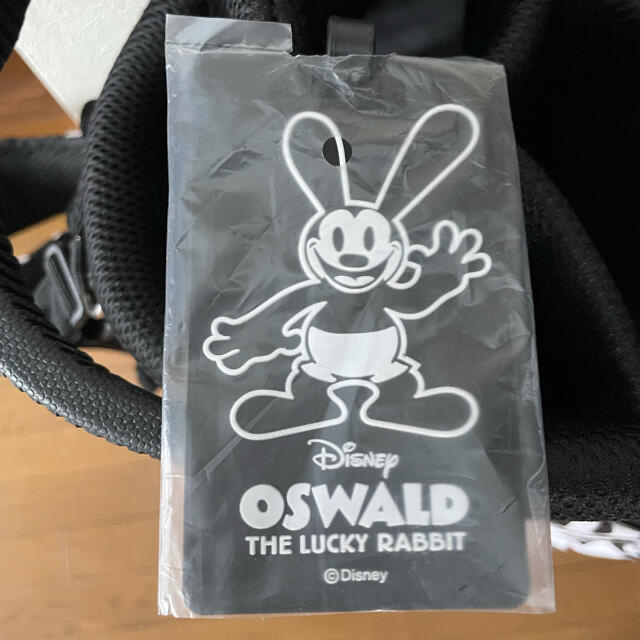 Disney
OSWALD
THE LUCKY RABBIT
©Disney